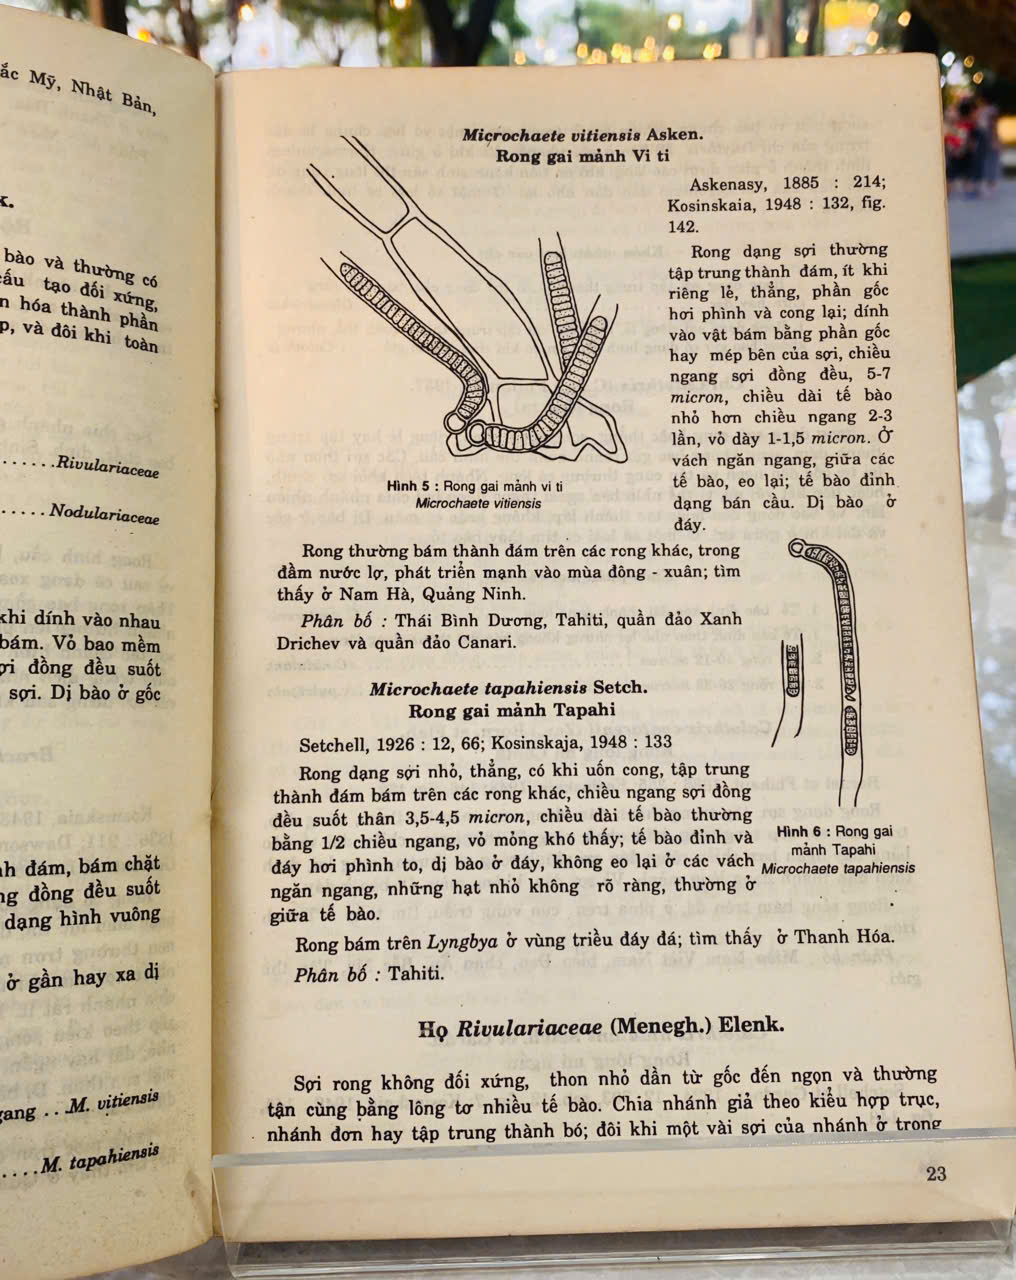 ắc Mỹ, Nhật Bản,
k.
bào và thường có
cấu tạo đối xứng,
n hóa thành phần
p, và đôi khi toàn
......Rivulariaceae
..... Nodulariaceae
khi dính vào nhau
bám. Vỏ bao mềm
ợi đồng đều suốt
sợi. Dị bào ở gốc
nh đám, bám chặt
ng đồng đều suốt
dạng hình vuông
ở gần hay xa dị
gang .. M. vitiensis
.... M. tapahiensis
Microchaete vitiensis Asken.
Rong gai mảnh Vi ti
Askenasy, 1885 : 214;
Kosinskaia, 1948 : 132, fig.
142.
Rong dạng sợi thường
tập trung thành đám, ít khi
riêng lẻ, thẳng, phần gốc
hơi phình và cong lại; dính
vào vật bám bằng phần gốc
hay mép bên của sợi, chiều
ngang sợi đồng đều, 5-7
micron, chiều dài tế bào
nhỏ hơn chiều ngang 2-3
lần, vỏ dày 1-1,5 micron. Ở
vách ngăn ngang, giữa các
tế bào, eo lại; tế bào đỉnh
dạng bán cầu. Dị bào ở
đáy.
Hình 5 : Rong gai mảnh vi ti
Microchaete vitiensis
Rong thường bám thành đám trên các rong khác, trong
đầm nước lợ, phát triển mạnh vào mùa đông - xuân; tìm
thấy ở Nam Hà, Quảng Ninh.
Phân bố : Thái Bình Dương, Tahiti, quần đảo Xanh
Drichev và quần đảo Canari.
Microchaete tapahiensis Setch.
Rong gai mảnh Tapahi
Setchell, 1926 : 12, 66; Kosinskaja, 1948 : 133
Rong dạng sợi nhỏ, thẳng, có khi uốn cong, tập trung
thành đám bám trên các rong khác, chiều ngang sợi đồng
đều suốt thân 3,5-4,5 micron, chiều dài tế bào thường
bằng 1/2 chiều ngang, vỏ mỏng khó thấy; tế bào đỉnh và
đáy hơi phình to, dị bào ở đáy, không eo lại ở các vách
ngăn ngang, những hạt nhỏ không rõ ràng, thường ở
giữa tế bào.
Hình 6 : Rong gai
mảnh Tapahi
Microchaete tapahiensis
Rong bám trên Lyngbya ở vùng triều đáy đá; tìm thấy ở Thanh Hóa.
Phân bố : Tahiti.
Họ Rivulariaceae (Menegh.) Elenk.
Sợi rong không đối xứng, thon nhỏ dần từ gốc đến ngọn và thường
tận cùng bằng lông tơ nhiều tế bào. Chia nhánh giả theo kiểu hợp trục,
nhánh đơn hay tập trung thành bó; đôi khi một vài sợi của nhánh ở trong
23